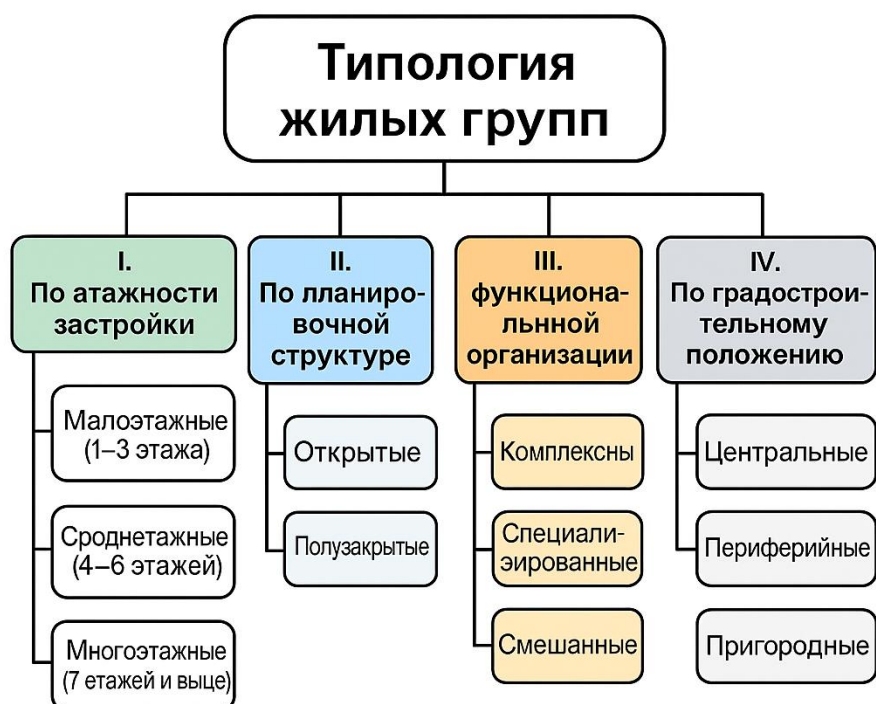 Типология
жилых групп
I.
По атажности
застройки
Малоэтажные
(1–3 этажа)
Сроднетажные
(4–6 этажей)
Многоэтажные
(7 етажей и выце)
II.
По планиро-
вочной
структуре
Открытые
Полузакрытые
III.
функциона-
льнной
организации
Комплексны
Специали-
эированные
Смешанные
IV.
По градострои-
тельному
положению
Центральные
Периферийные
Пригородные